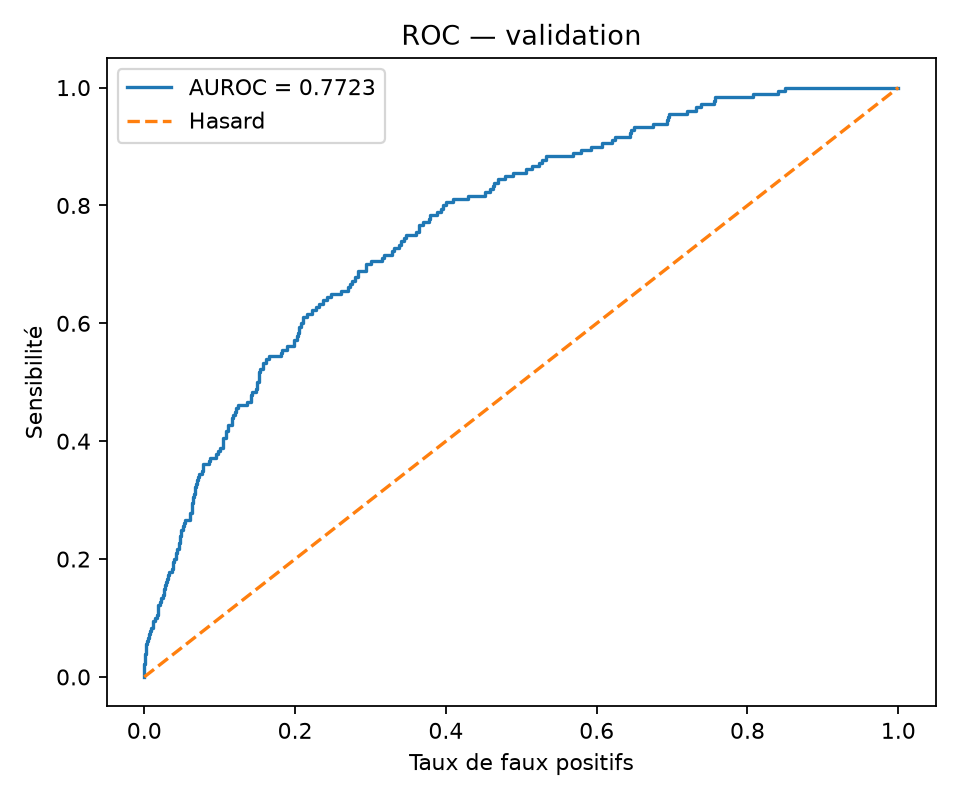 ROC — validation
AUROC = 0.7723
Hasard
1.0
0.8
0.6
0.4
0.2
0.0
Sensibilité
0.0 0.2 0.4 0.6 0.8 1.0
Taux de faux positifs